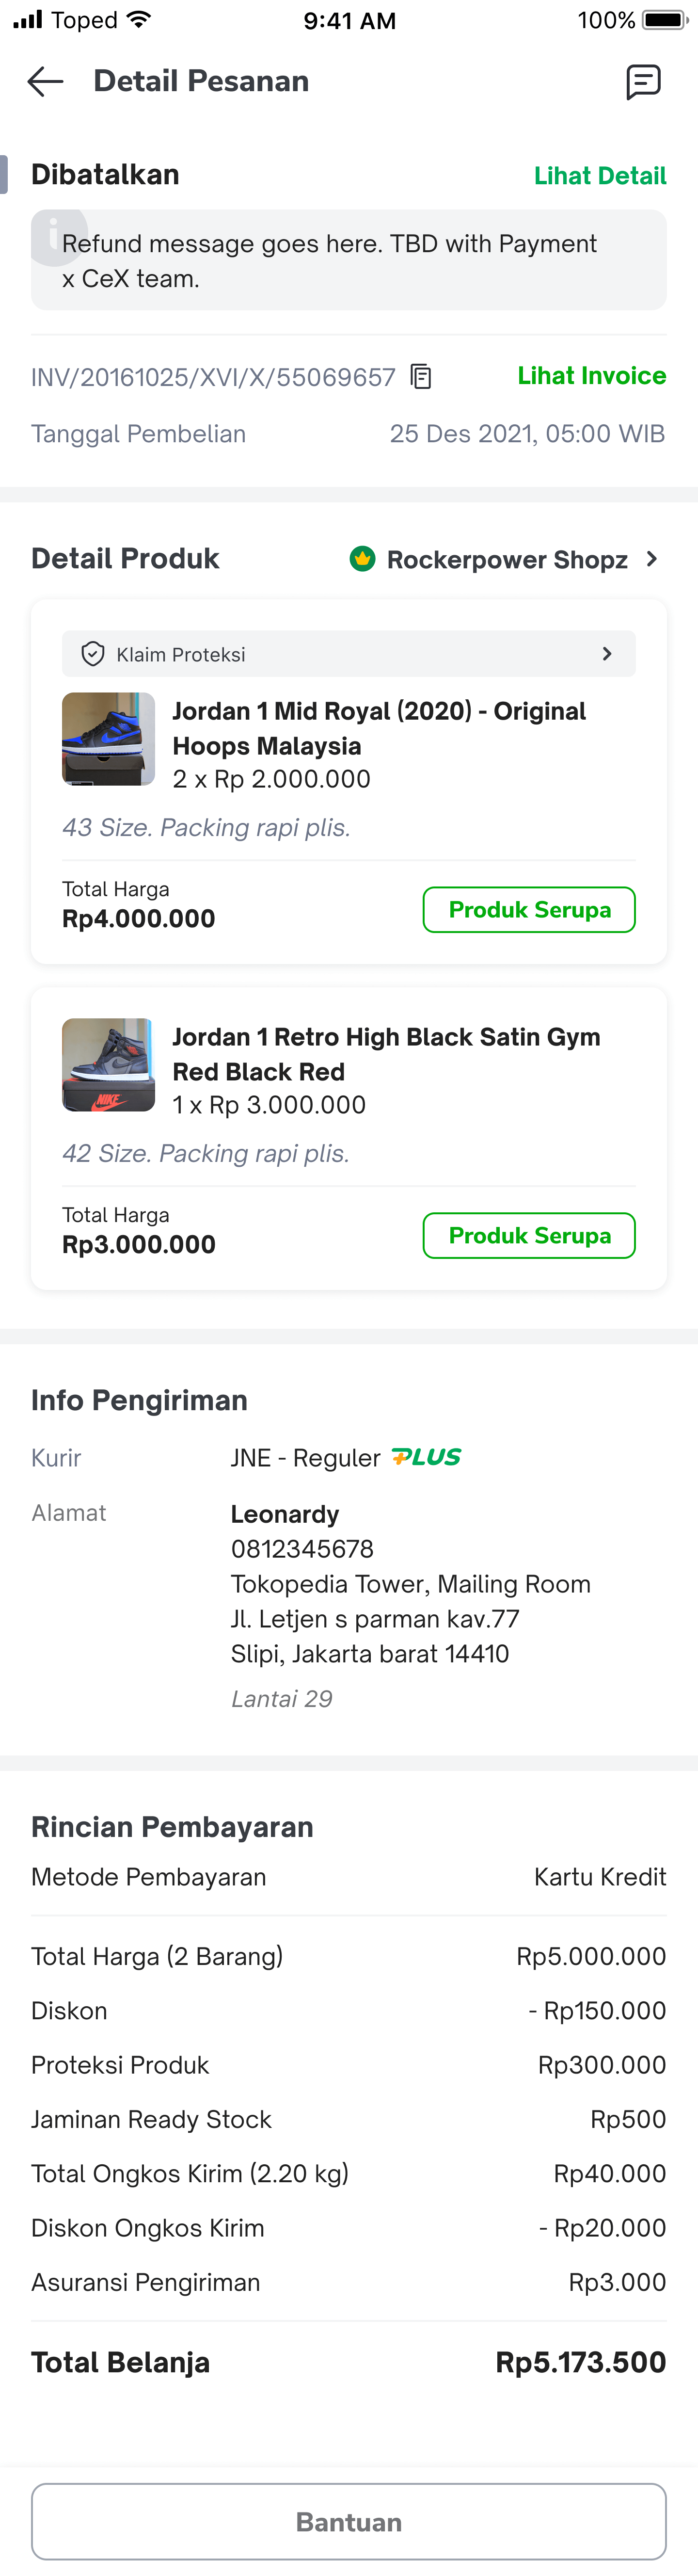 Toped
9:41 AM
100%
Detail Pesanan
Dibatalkan
Lihat Detail
Refund message goes here. TBD with Payment
x CeX team.
INV/20161025/XVI/X/55069657
Lihat Invoice
Tanggal Pembelian
25 Des 2021, 05:00 WIB
Detail Produk
Rockerpower Shopz
Klaim Proteksi
Jordan 1 Mid Royal (2020) - Original
Hoops Malaysia
2 x Rp 2.000.000
43 Size. Packing rapi plis.
Total Harga
Rp4.000.000
Produk Serupa
NIKE
Jordan 1 Retro High Black Satin Gym
Red Black Red
1 x Rp 3.000.000
42 Size. Packing rapi plis.
Total Harga
Rp3.000.000
Produk Serupa
Info Pengiriman
Kurir
JNE - Reguler PLUS
Alamat
Leonardy
0812345678
Tokopedia Tower, Mailing Room
Jl. Letjen s parman kav.77
Slipi, Jakarta barat 14410
Lantai 29
Rincian Pembayaran
Metode Pembayaran
Kartu Kredit
Total Harga (2 Barang)
Rp5.000.000
Diskon
- Rp150.000
Proteksi Produk
Rp300.000
Jaminan Ready Stock
Rp500
Total Ongkos Kirim (2.20 kg)
Rp40.000
Diskon Ongkos Kirim
- Rp20.000
Asuransi Pengiriman
Rp3.000
Total Belanja
Rp5.173.500
Bantuan